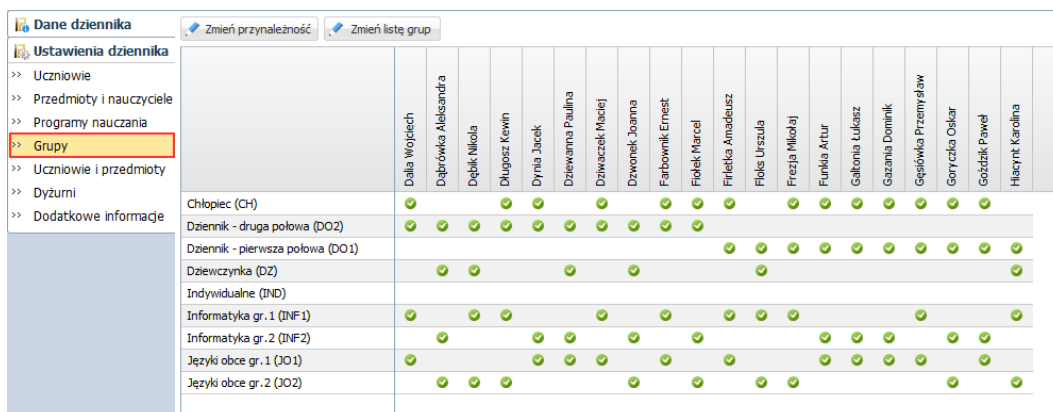 Dane dziennika
Ustawienia dziennika
Uczniowie
Przedmioty i nauczyciele
Programy nauczania
Grupy
Uczniowie i przedmioty
Dyżurni
Dodatkowe informacje
Zmień przynależność
Zmień listę grup
Dalia Wojciech
Dąbrówka Aleksandra
Dębik Nikola
Długosz Kewin
Dynia Jacek
Dziewanna Paulina
Dziwaczek Maciej
Dzwonek Joanna
Farbownik Ernest
Fiołek Marcel
Firletka Amadeusz
Floks Urszula
Frezja Mikołaj
Funkia Artur
Galtonia Łukasz
Gazania Dominik
Gęsiówka Przemysław
Goryczka Oskar
Goździk Paweł
Hiacynt Karolina
Chłopiec (CH)
Dziennik - druga połowa (DO2)
Dziennik - pierwsza połowa (DO1)
Dziewczynka (DZ)
Indywidualne (IND)
Informatyka gr.1 (INF1)
Informatyka gr.2 (INF2)
Języki obce gr.1 (JO1)
Języki obce gr.2 (JO2)